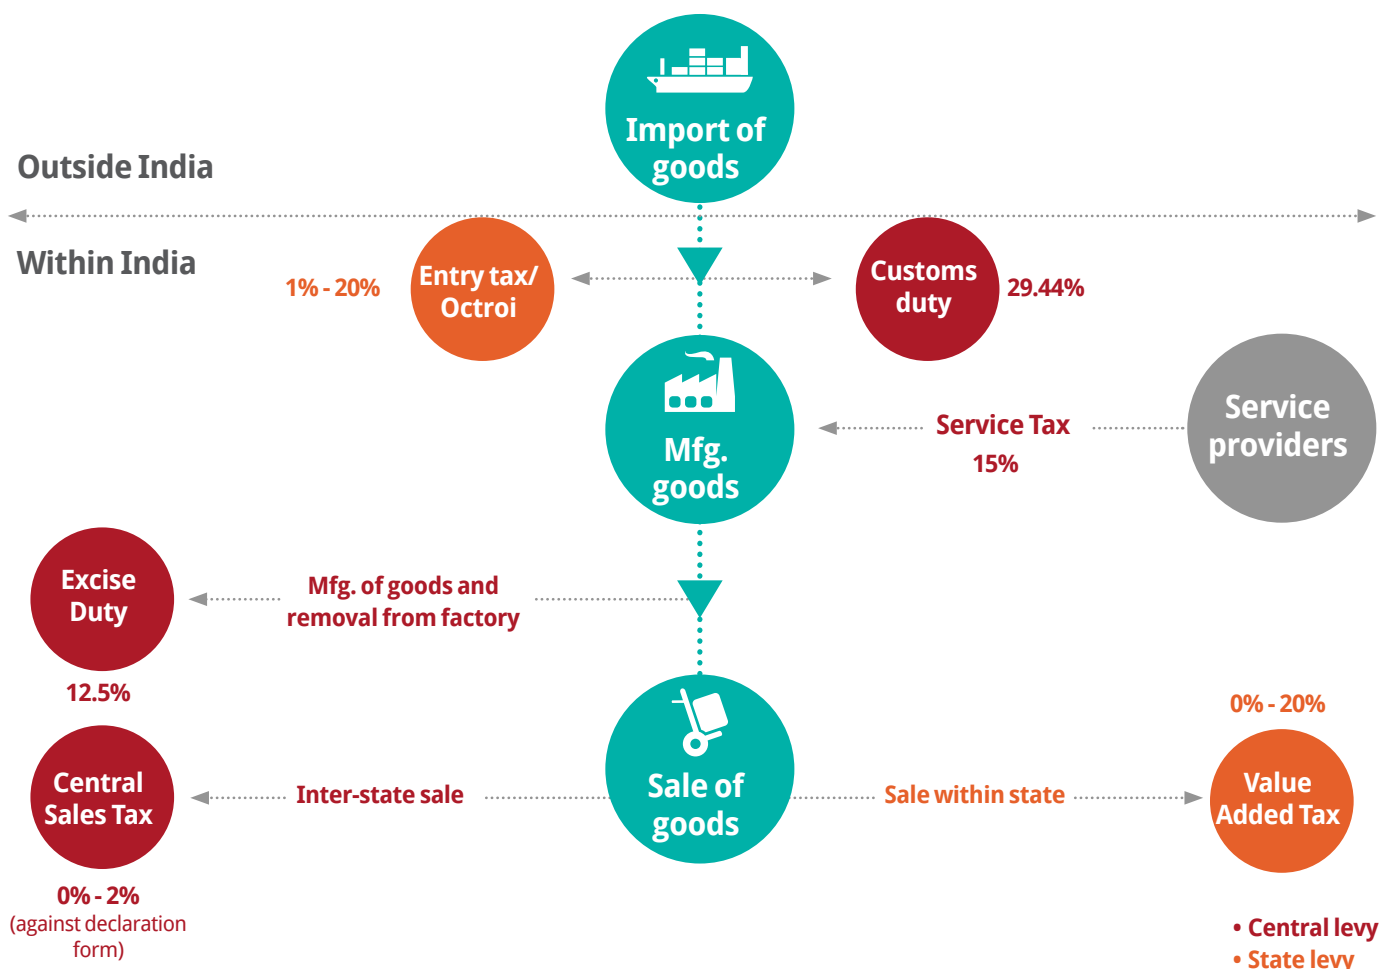 Import of
goods
Outside India
Within India
1% - 20%
Entry tax/
Octroi
Customs
duty
29.44%
Mfg.
goods
Service Tax
15%
Service
providers
Excise
Duty
12.5%
Mfg. of goods and
removal from factory
Central
Sales Tax
0% - 2%
(against declaration
form)
Inter-state sale
Sale of
goods
Sale within state
0% - 20%
Value
Added Tax
• Central levy
• State levy